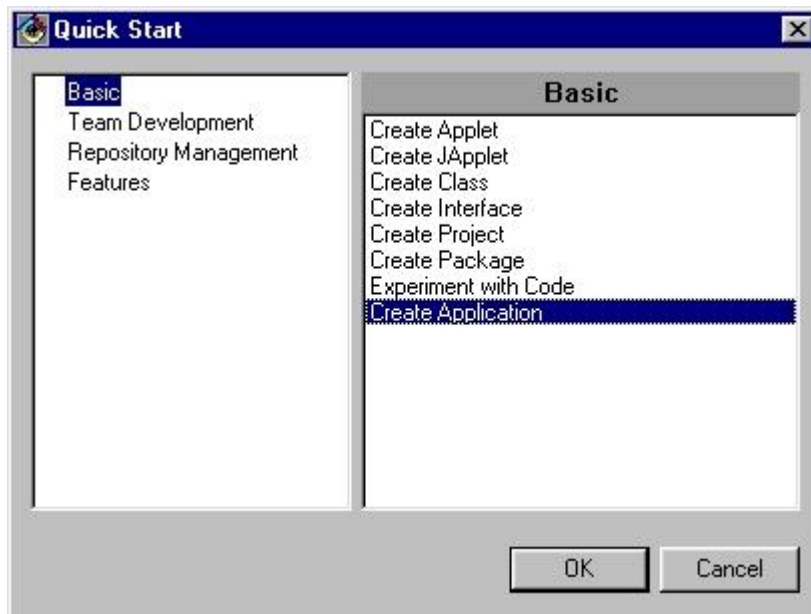 Quick Start
Basic
Team Development
Repository Management
Features
Basic
Create Applet
Create JApplet
Create Class
Create Interface
Create Project
Create Package
Experiment with Code
Create Application
OK
Cancel